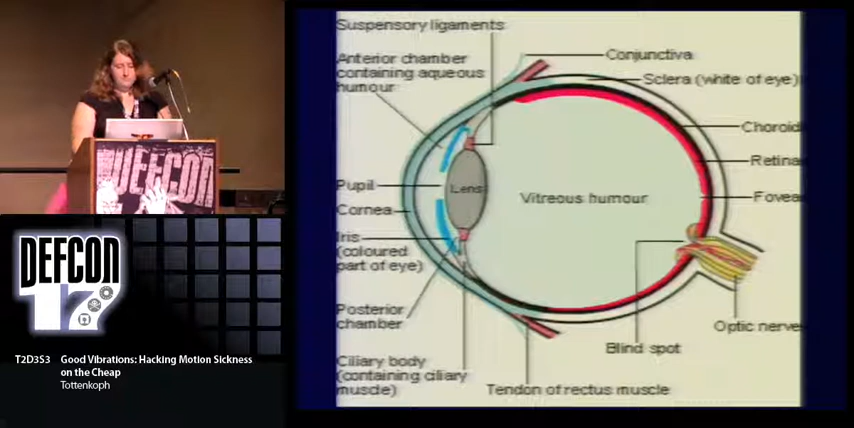 DEFCON
DEFCON
17
T2D3S3 Good Vibrations: Hacking Motion Sickness
on the Cheap
Tottenkoph
Suspensory ligaments
Anterior chamber
containing aqueous
humour
Pupil
Cornea
Iris
(coloured
part of eye)
Posterior
chamber
Ciliary body
(containing ciliary
muscle)
Lens
Vitreous humour
Conjunctiva
Sclera (white of eye)
Choroid
Retina
Fovea
Optic nerve
Blind spot
Tendon of rectus muscle